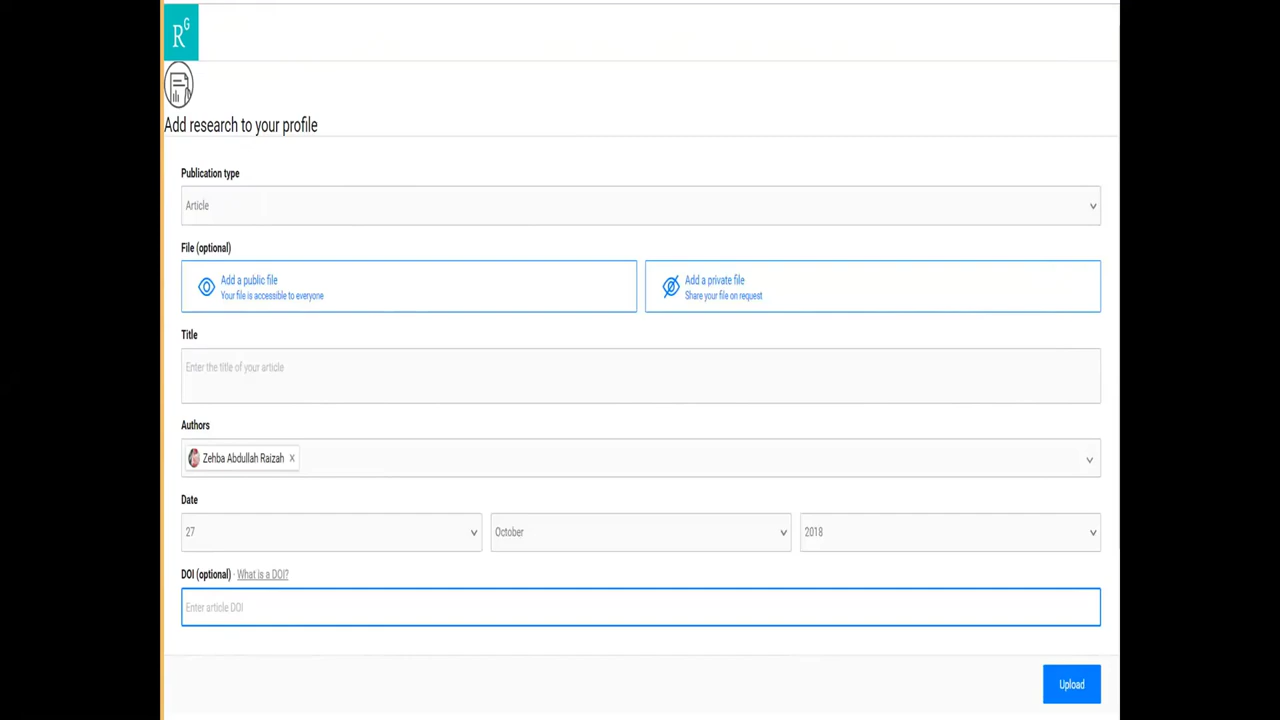 RG
Add research to your profile
Publication type
Article
File (optional)
Add a public file
Your file is accessible to everyone
Add a private file
Share your file on request
Title
Enter the title of your article
Authors
Zehba Abdullah Raizah ×
Date
27 October 2018
DOI (optional) · What is a DOI?
Enter article DOI
Upload